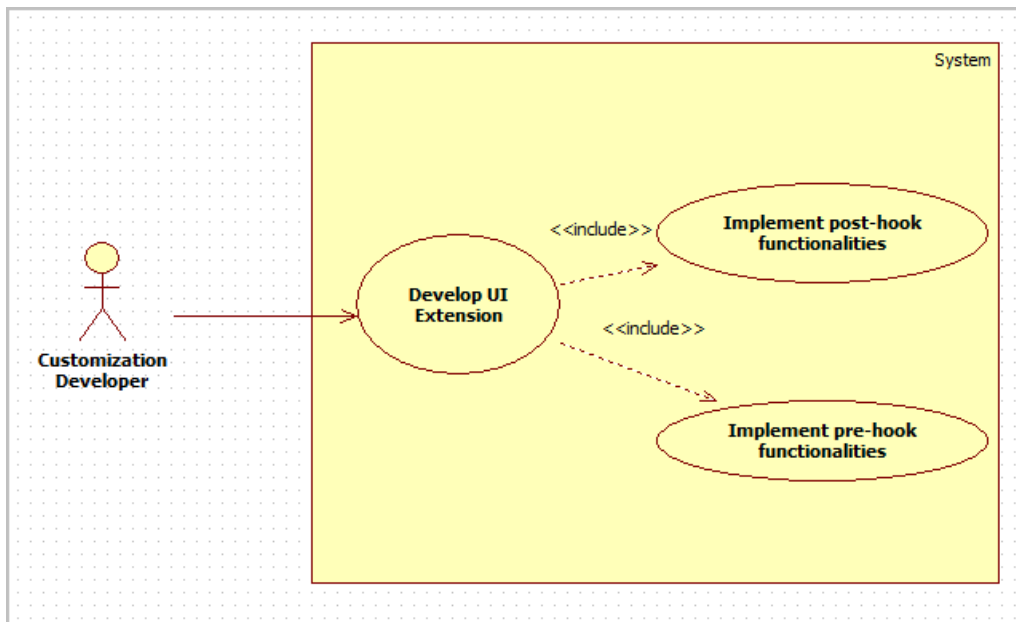 System
Implement post-hook
functionalities
<<include>>
Develop UI
Extension
<<include>>
Customization
Developer
Implement pre-hook
functionalities